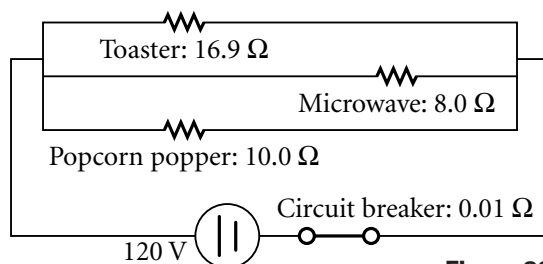 Toaster: 16.9 Ω
Microwave: 8.0 Ω
Popcorn popper: 10.0 Ω
Circuit breaker: 0.01 Ω
120 V